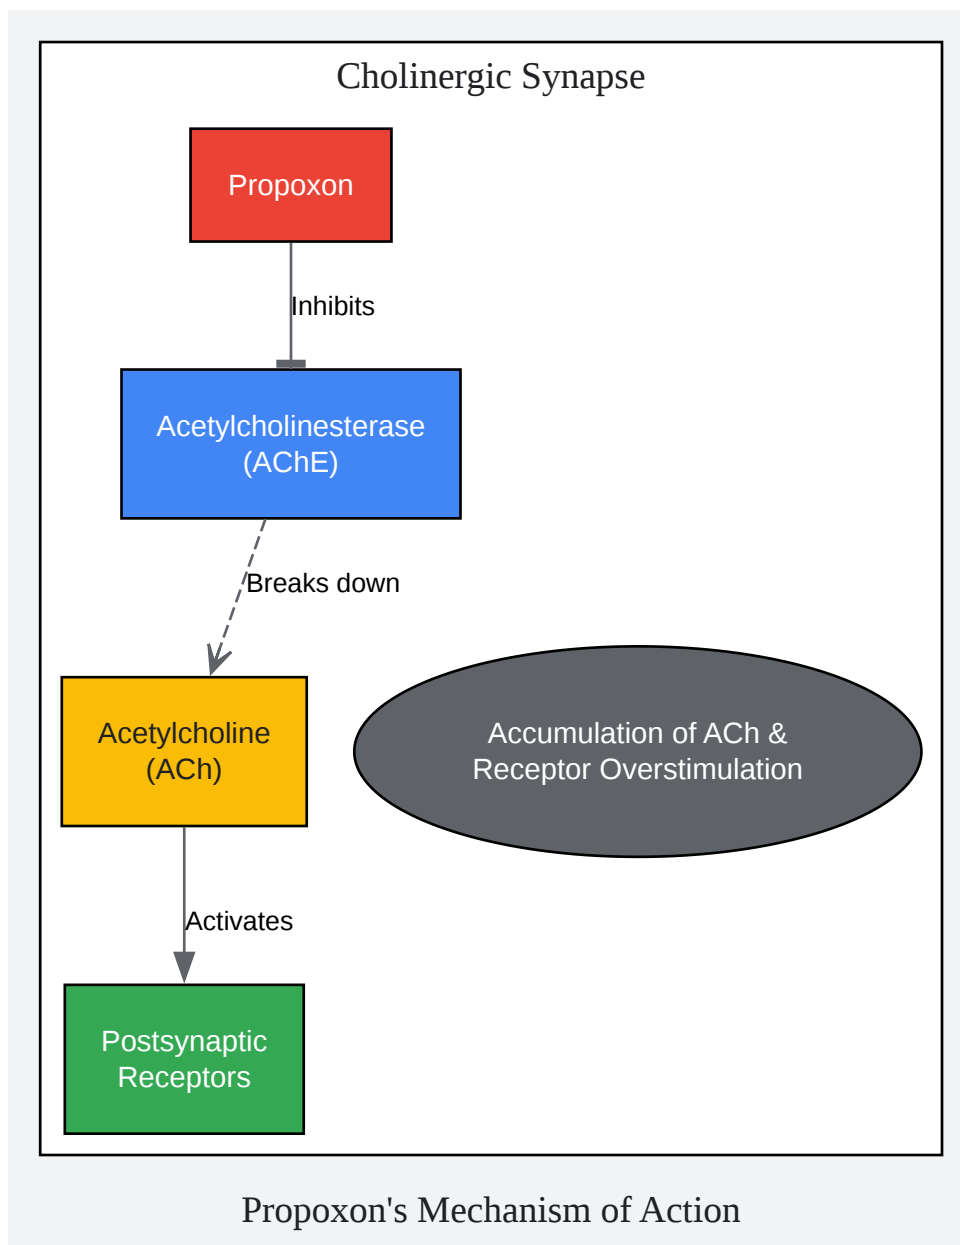 Cholinergic Synapse
Propoxon
Inhibits
Acetylcholinesterase
(AChE)
Breaks down
Acetylcholine
(ACh)
Accumulation of ACh &
Receptor Overstimulation
Activates
Postsynaptic
Receptors
Propoxon's Mechanism of Action